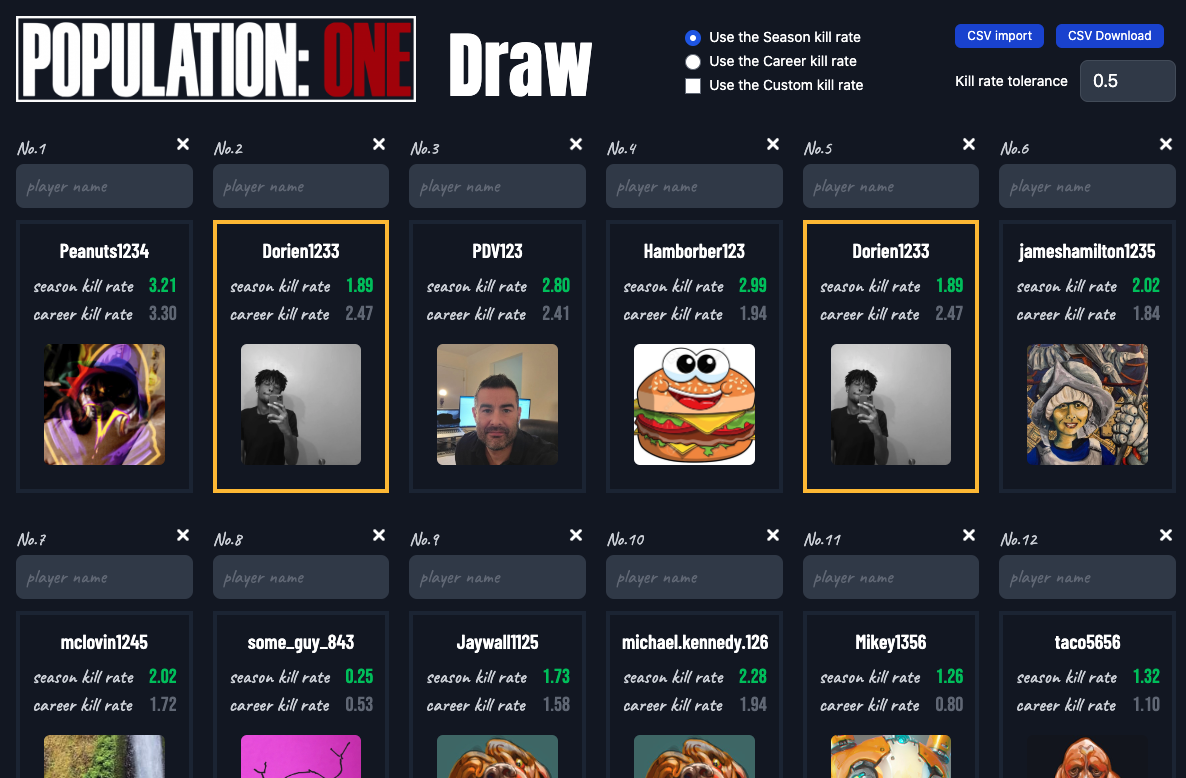 POPULATION: ONE
Draw
Use the Season kill rate
Use the Career kill rate
Use the Custom kill rate
CSV import
CSV Download
Kill rate tolerance
0.5
No.1
No.2
No.3
No.4
No.5
No.6
player name
player name
player name
player name
player name
player name
Peanuts1234
season kill rate 3.21
career kill rate 3.30
Dorien1233
season kill rate 1.89
career kill rate 2.47
PDV123
season kill rate 2.80
career kill rate 2.41
Hamborber123
season kill rate 2.99
career kill rate 1.94
Dorien1233
season kill rate 1.89
career kill rate 2.47
jameshamilton1235
season kill rate 2.02
career kill rate 1.84
No.7
No.8
No.9
No.10
No.11
No.12
player name
player name
player name
player name
player name
player name
mclovin1245
season kill rate 2.02
career kill rate 1.72
some_guy_843
season kill rate 0.25
career kill rate 0.53
Jaywall1125
season kill rate 1.73
career kill rate 1.58
michael.kennedy.126
season kill rate 2.28
career kill rate 1.94
Mikey1356
season kill rate 1.26
career kill rate 0.80
taco5656
season kill rate 1.32
career kill rate 1.10